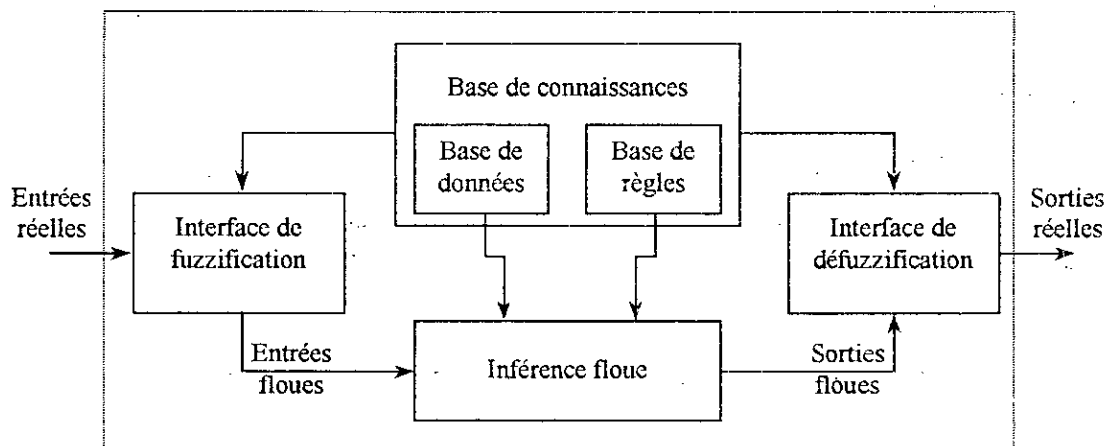 Base de connaissances
Base de
données
Base de
règles
Entrées
réelles
Interface de
fuzzification
Interface de
défuzzification
Sorties
réelles
Entrées
floues
Inférence floue
Sorties
floues